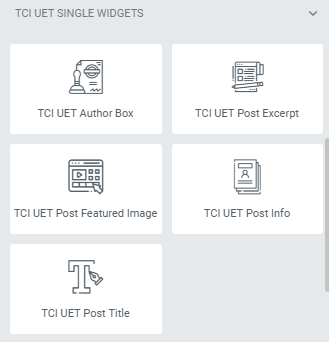 TCI UET SINGLE WIDGETS
TCI UET Author Box
TCI UET Post Excerpt
TCI UET Post Featured Image
TCI UET Post Info
TCI UET Post Title